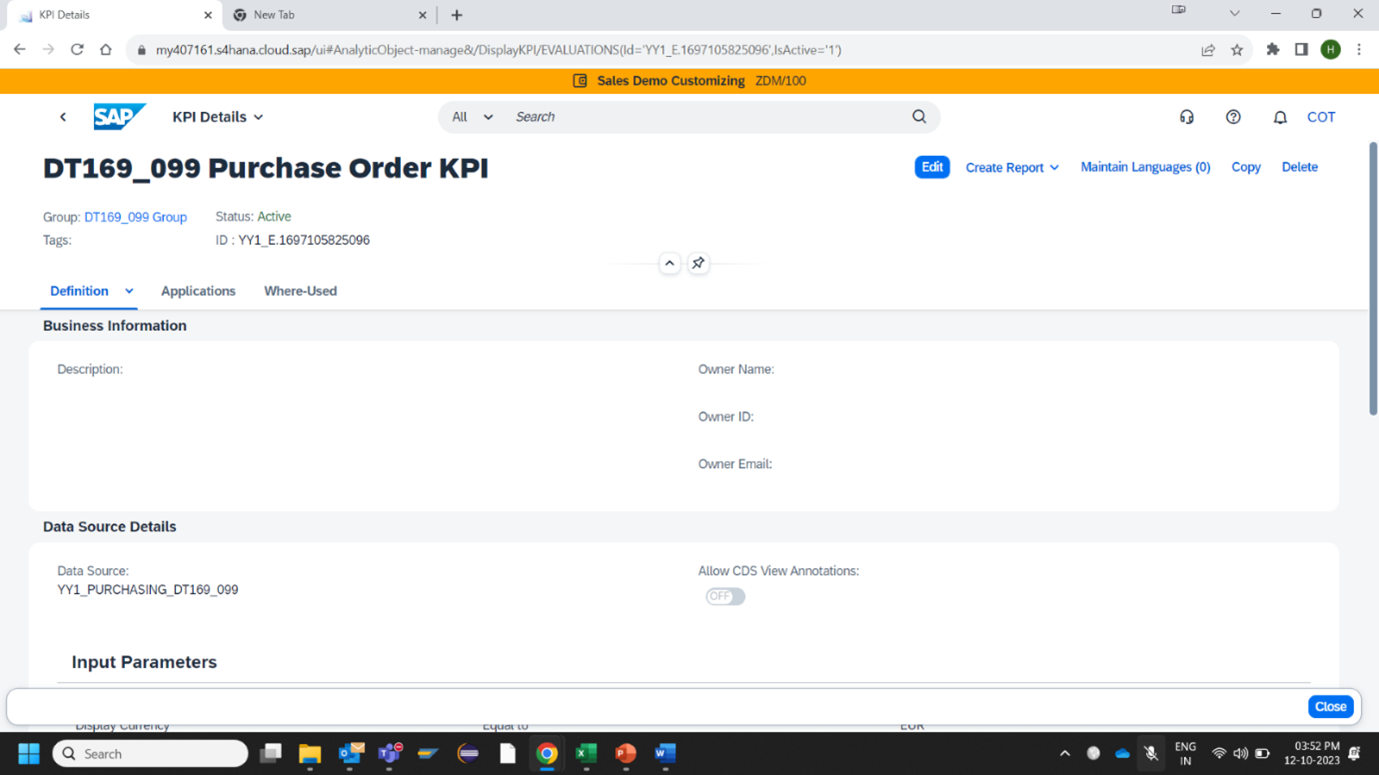 KPI Details
New Tab
my407161.s4hana.cloud.sap/ui#AnalyticObject-manage&/DisplayKPI/EVALUATIONS(Id='YY1_E.1697105825096',IsActive='1')
H
Sales Demo Customizing ZDM/100
SAP KPI Details
All Search
COT
DT169_099 Purchase Order KPI
Edit Create Report Maintain Languages (0) Copy Delete
Group: DT169_099 Group Status: Active
Tags: ID : YY1_E.1697105825096
Definition Applications Where-Used
Business Information
Description: Owner Name:
Owner ID:
Owner Email:
Data Source Details
Data Source: Allow CDS View Annotations:
YY1_PURCHASING_DT169_099
OFF
Input Parameters
Close
Display Currency Equal to EUR
Search
ENG
IN
03:52 PM
12-10-2023